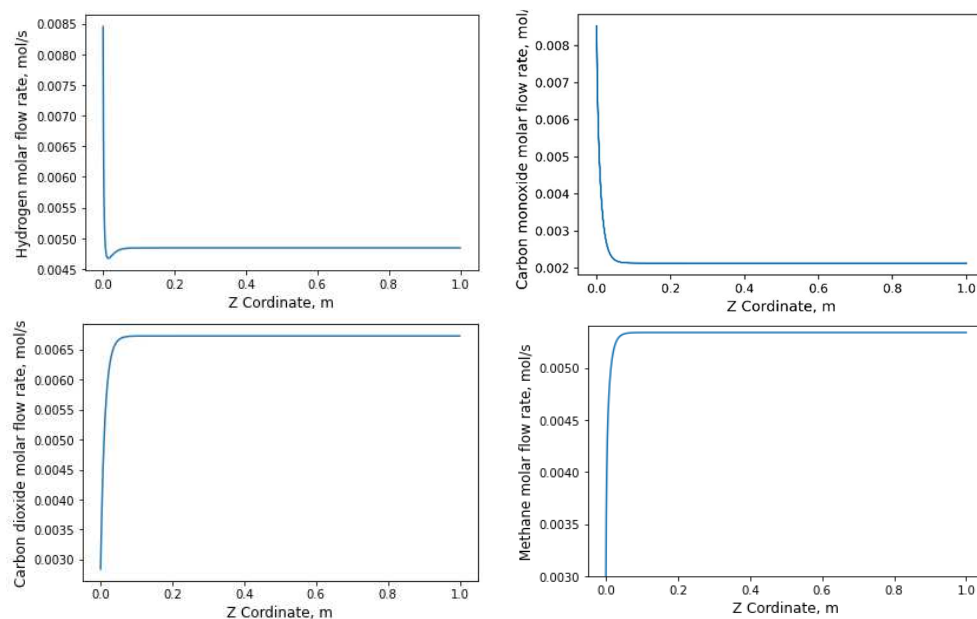 Hydrogen molar flow rate, mol/s
0.0085
0.0080
0.0075
0.0070
0.0065
0.0060
0.0055
0.0050
0.0045
0.0 0.2 0.4 0.6 0.8 1.0
Z Cordinate, m
Carbon monoxide molar flow rate, mol/
0.008
0.007
0.006
0.005
0.004
0.003
0.002
0.0 0.2 0.4 0.6 0.8 1.0
Z Cordinate, m
Carbon dioxide molar flow rate, mol/s
0.0065
0.0060
0.0055
0.0050
0.0045
0.0040
0.0035
0.0030
0.0 0.2 0.4 0.6 0.8 1.0
Z Cordinate, m
Methane molar flow rate, mol/s
0.0050
0.0045
0.0040
0.0035
0.0030
0.0 0.2 0.4 0.6 0.8 1.0
Z Cordinate, m